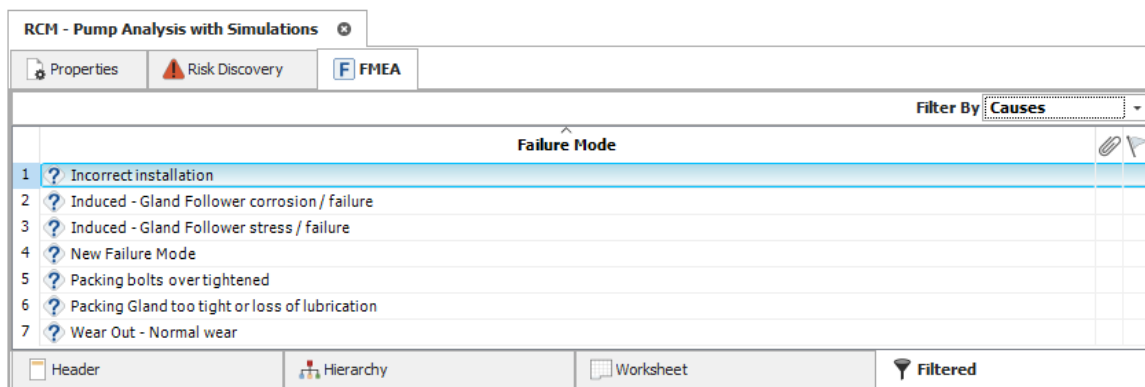 RCM - Pump Analysis with Simulations
Properties Risk Discovery F FMEA
Filter By Causes
Failure Mode
1 ? Incorrect installation
2 ? Induced - Gland Follower corrosion / failure
3 ? Induced - Gland Follower stress / failure
4 ? New Failure Mode
5 ? Packing bolts over tightened
6 ? Packing Gland too tight or loss of lubrication
7 ? Wear Out - Normal wear
Header Hierarchy Worksheet Filtered